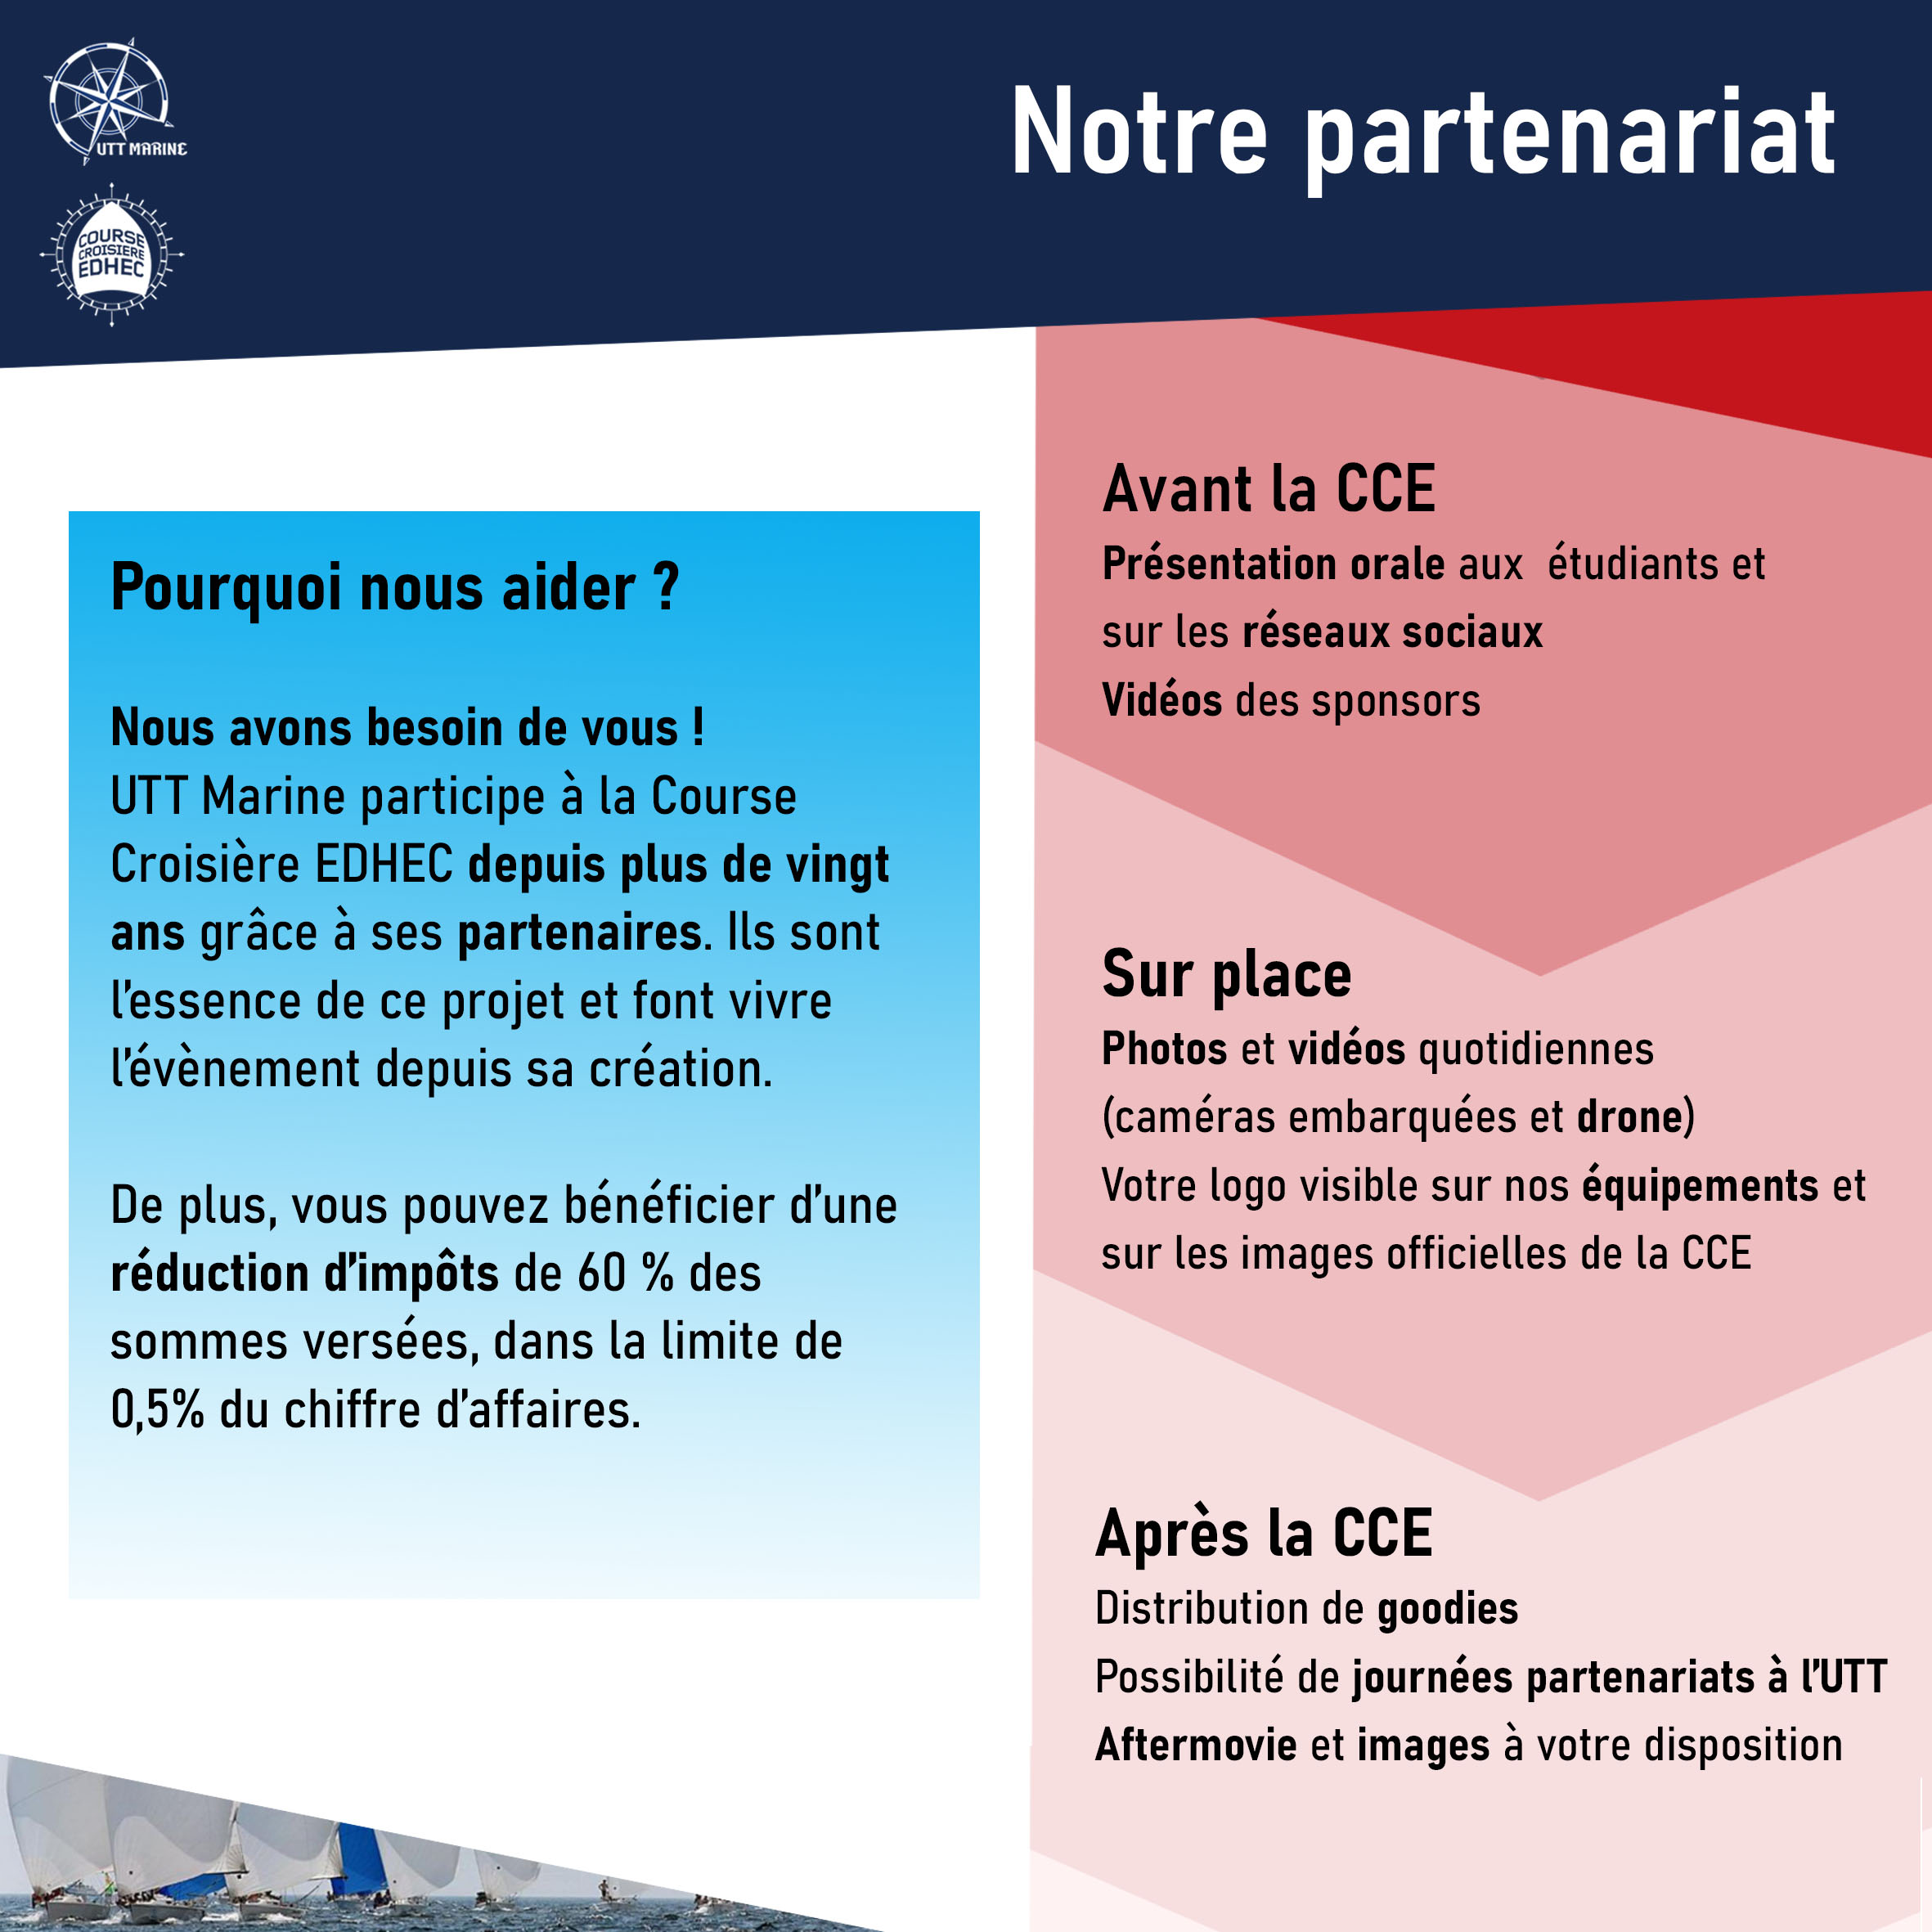 UTT MARINE
COURSE
CROISIERE
EDHEC
Notre partenariat
Pourquoi nous aider ?
Nous avons besoin de vous !
UTT Marine participe à la Course
Croisière EDHEC depuis plus de vingt
ans grâce à ses partenaires. Ils sont
l'essence de ce projet et font vivre
l'évènement depuis sa création.
De plus, vous pouvez bénéficier d'une
réduction d'impôts de 60 % des
sommes versées, dans la limite de
0,5% du chiffre d'affaires.
Avant la CCE
Présentation orale aux  étudiants et
sur les réseaux sociaux
Vidéos des sponsors
Sur place
Photos et vidéos quotidiennes
(caméras embarquées et drone)
Votre logo visible sur nos équipements et
sur les images officielles de la CCE
Après la CCE
Distribution de goodies
Possibilité de journées partenariats à l'UTT
Aftermovie et images à votre disposition